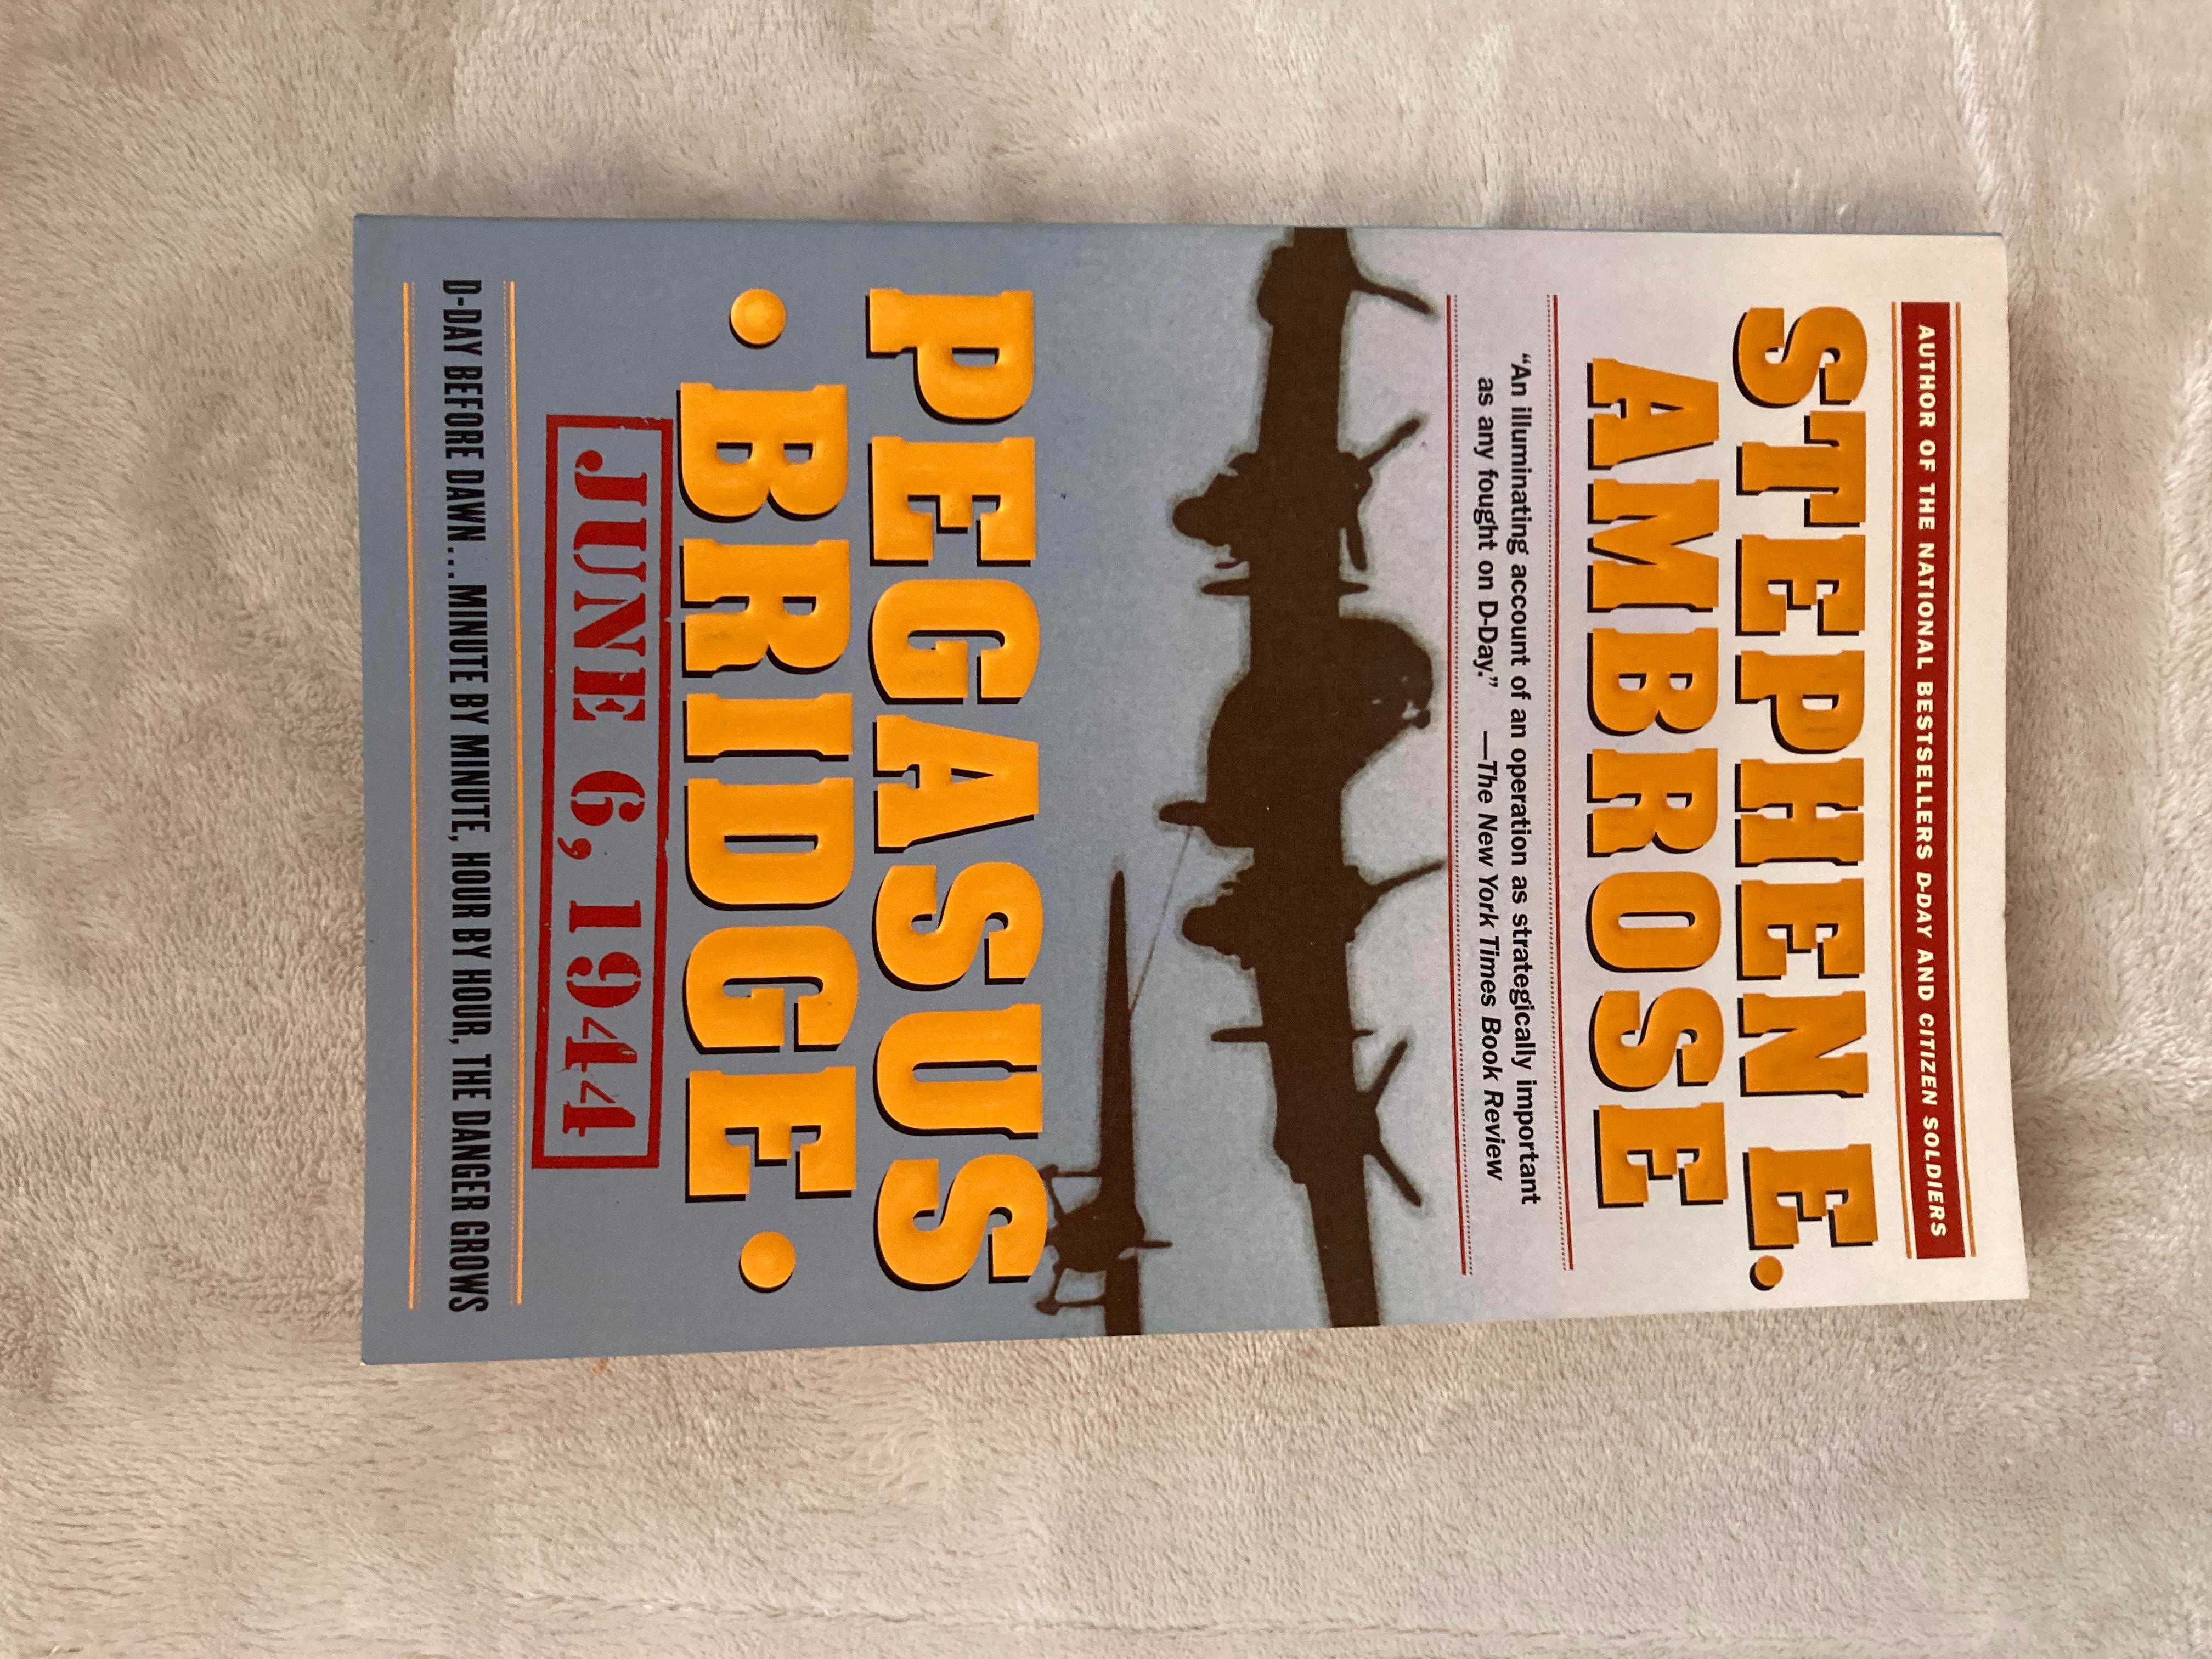 AUTHOR OF THE NATIONAL BESTSELLERS D-DAY AND CITIZEN SOLDIERS
STEPHEN E.
AMBROSE
“An illuminating account of an operation as strategically important
as any fought on D-Day.” —The New York Times Book Review
PEGASUS
• BRIDGE •
JUNE 6, 1944
D-DAY BEFORE DAWN...MINUTE BY MINUTE, HOUR BY HOUR, THE DANGER GROWS